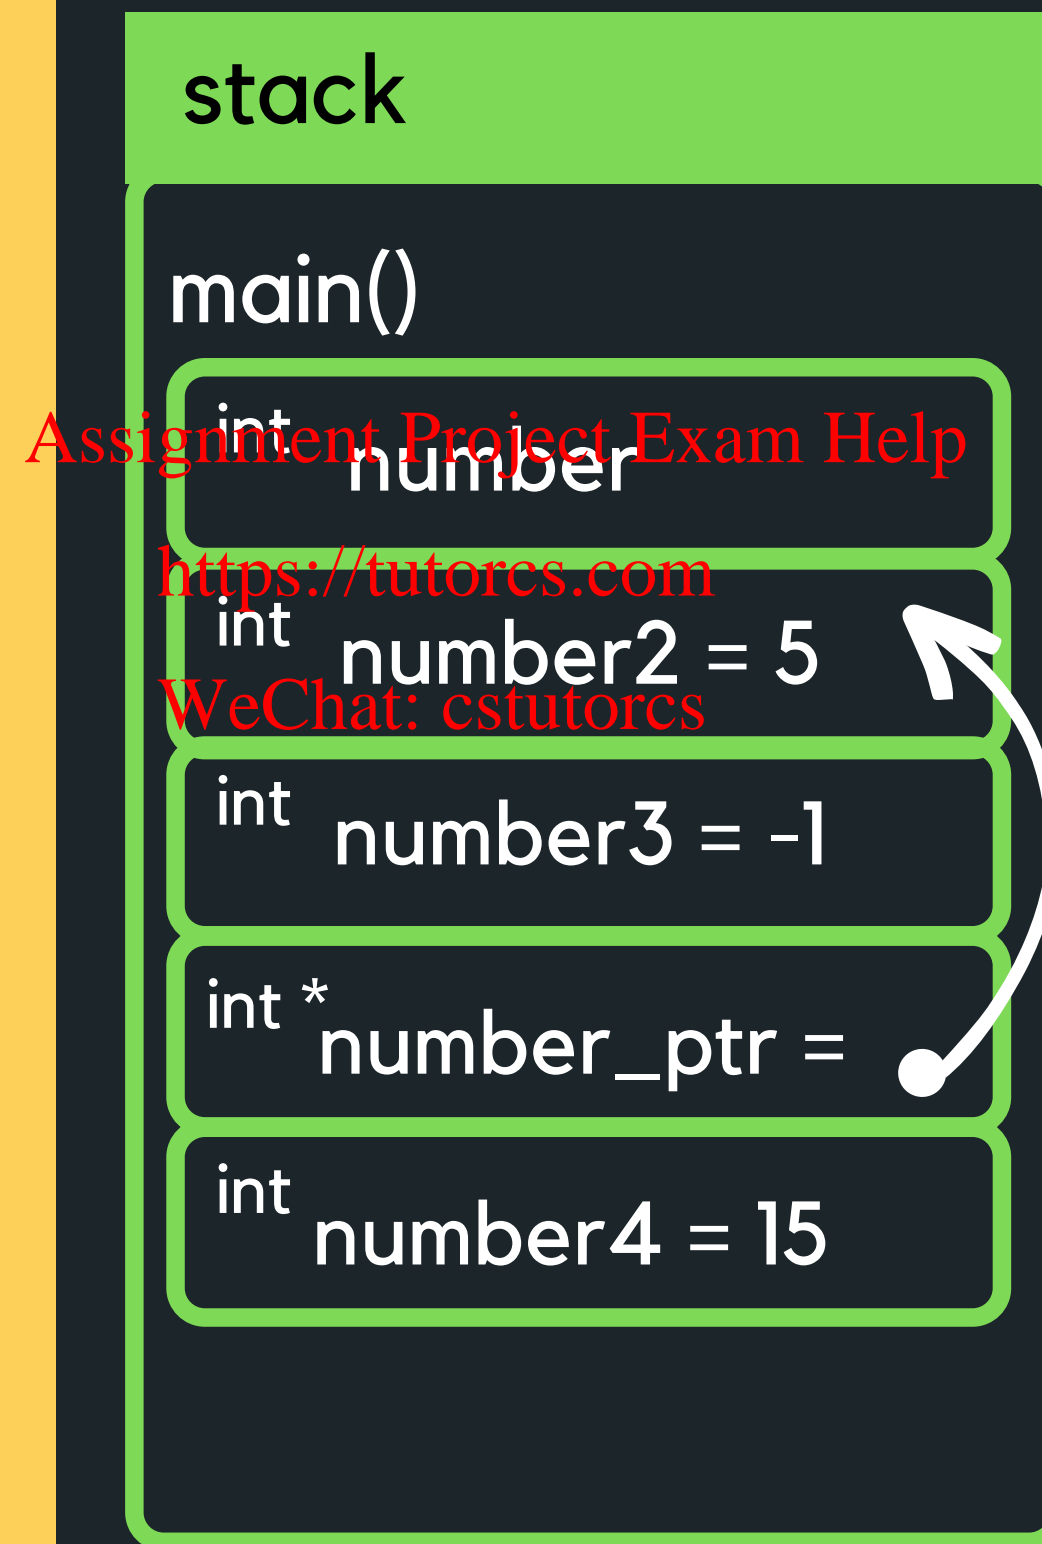 stack
main()
int number
Assignment Project Exam Help
https://tutorcs.com
int number2 = 5
WeChat: cstutorcs
int number3 = -1
int * number_ptr =
int number4 = 15